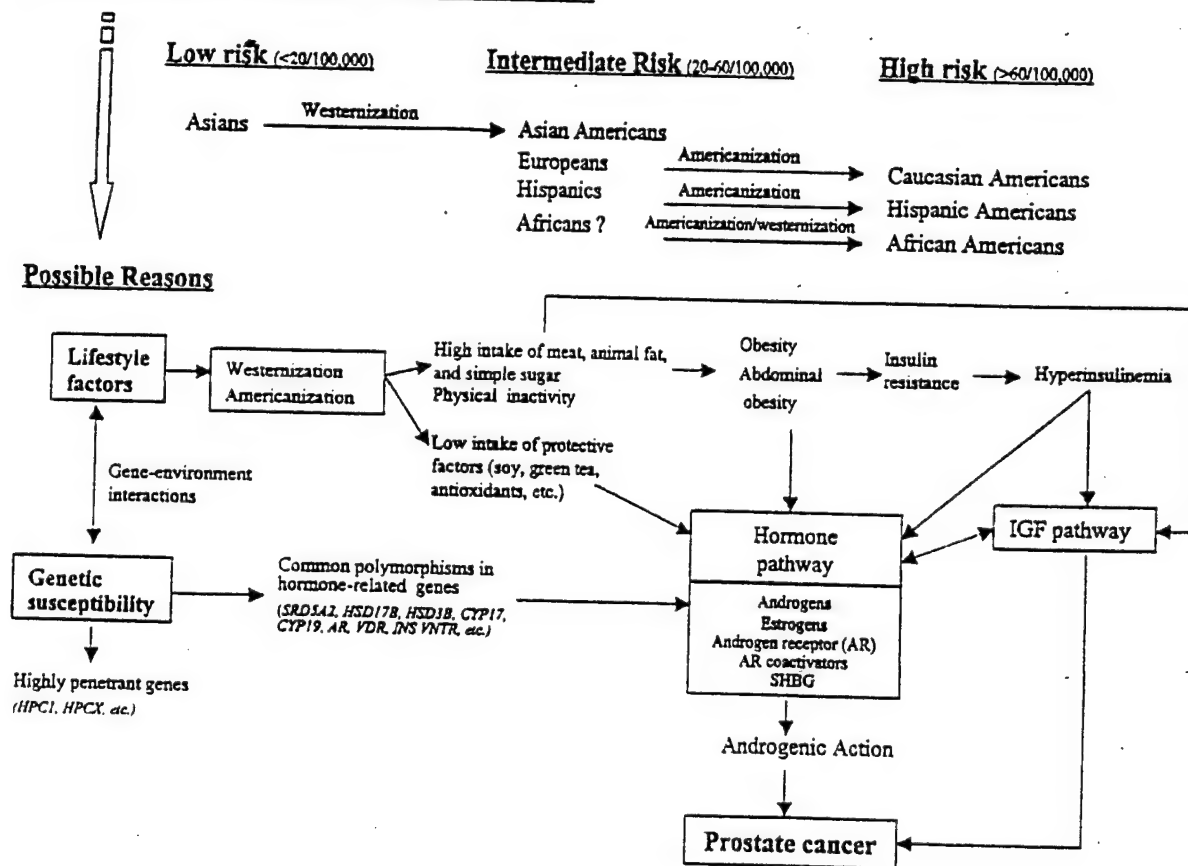 Low risk (<20/100,000)
Intermediate Risk (20-60/100,000)
High risk (>60/100,000)
Asians
Westernization
Asian Americans
Europeans
Americanization
Caucasian Americans
Hispanics
Americanization
Hispanic Americans
Africans ?
Americanization/westernization
African Americans
Possible Reasons
Lifestyle
factors
Westernization
Americanization
High intake of meat, animal fat,
and simple sugar
Physical inactivity
Obesity
Abdominal
obesity
Insulin
resistance
Hyperinsulinemia
Low intake of protective
factors (soy, green tea,
antioxidants, etc.)
Gene-environment
interactions
Hormone
pathway
IGF pathway
Genetic
susceptibility
Common polymorphisms in
hormone-related genes
(SRD5A2, HSD17B, HSD3B, CYP17,
CYP19, AR, VDR, INS VNTR, etc.)
Androgens
Estrogens
Androgen receptor (AR)
AR coactivators
SHBG
Highly penetrant genes
(HPC1, HPCX, etc.)
Androgenic Action
Prostate cancer